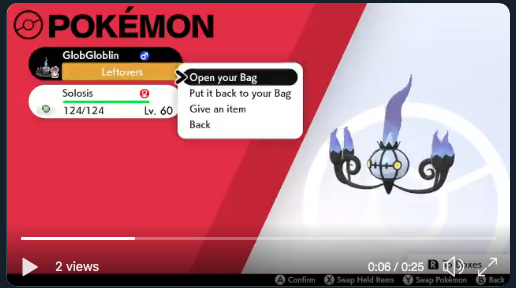 POKÉMON
GlobGloblin
Leftovers
Open your Bag
Solosis
Put it back to your Bag
124/124 Lv. 60
Give an item
Back
2 views
0:06 / 0:25
R
A Confirm X Swap Held Items Y Swap Pokémon B Back